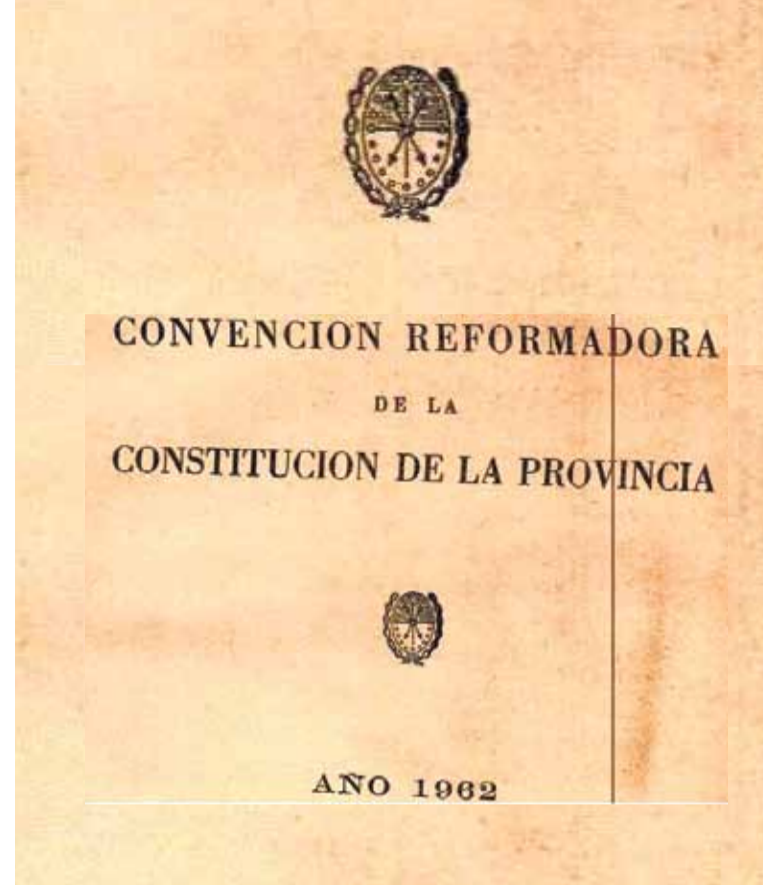 CONVENCION REFORMADORA
DE LA
CONSTITUCION DE LA PROVINCIA
AÑO 1962